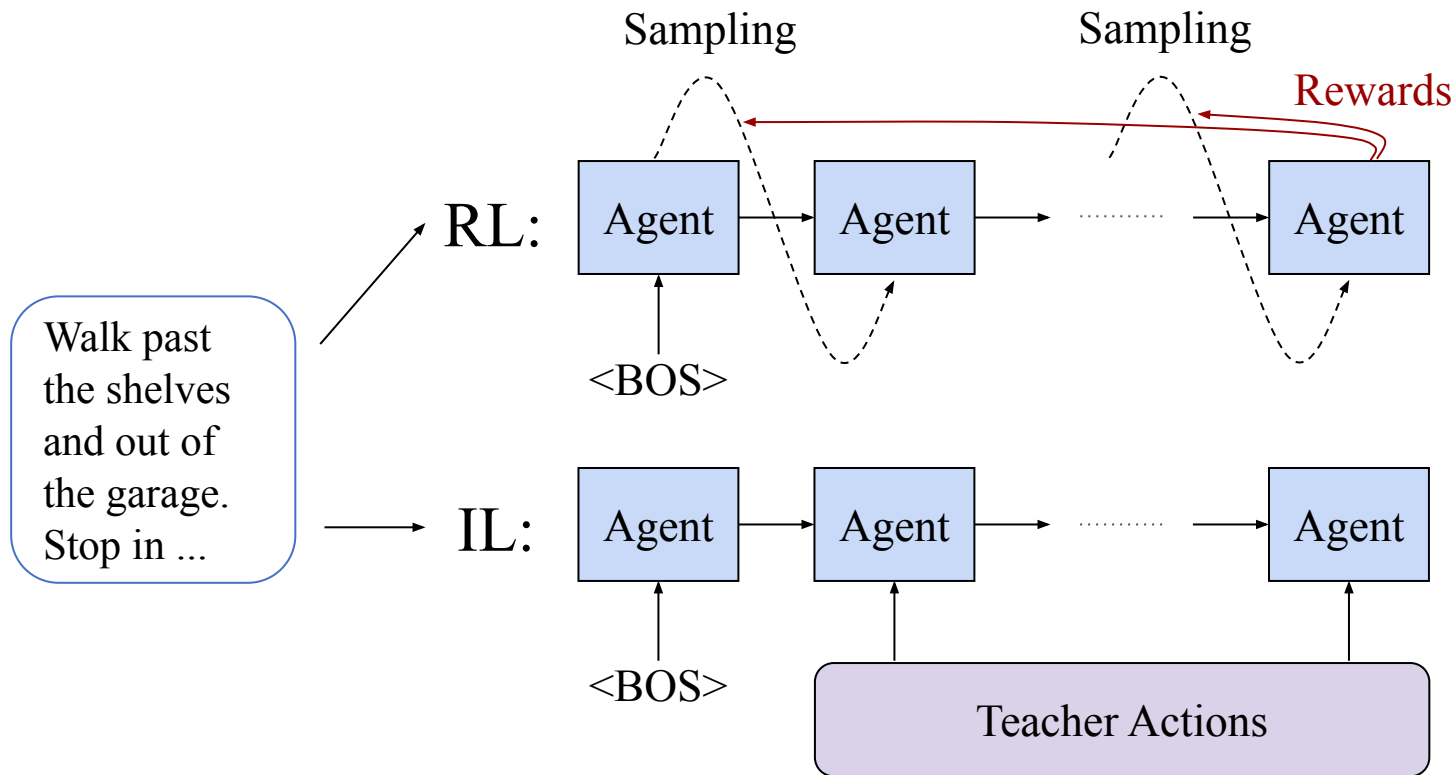 Sampling
Sampling
Rewards
RL:
Agent
Agent
Agent
<BOS>
Walk past
the shelves
and out of
the garage.
Stop in ...
IL:
Agent
Agent
Agent
<BOS>
Teacher Actions